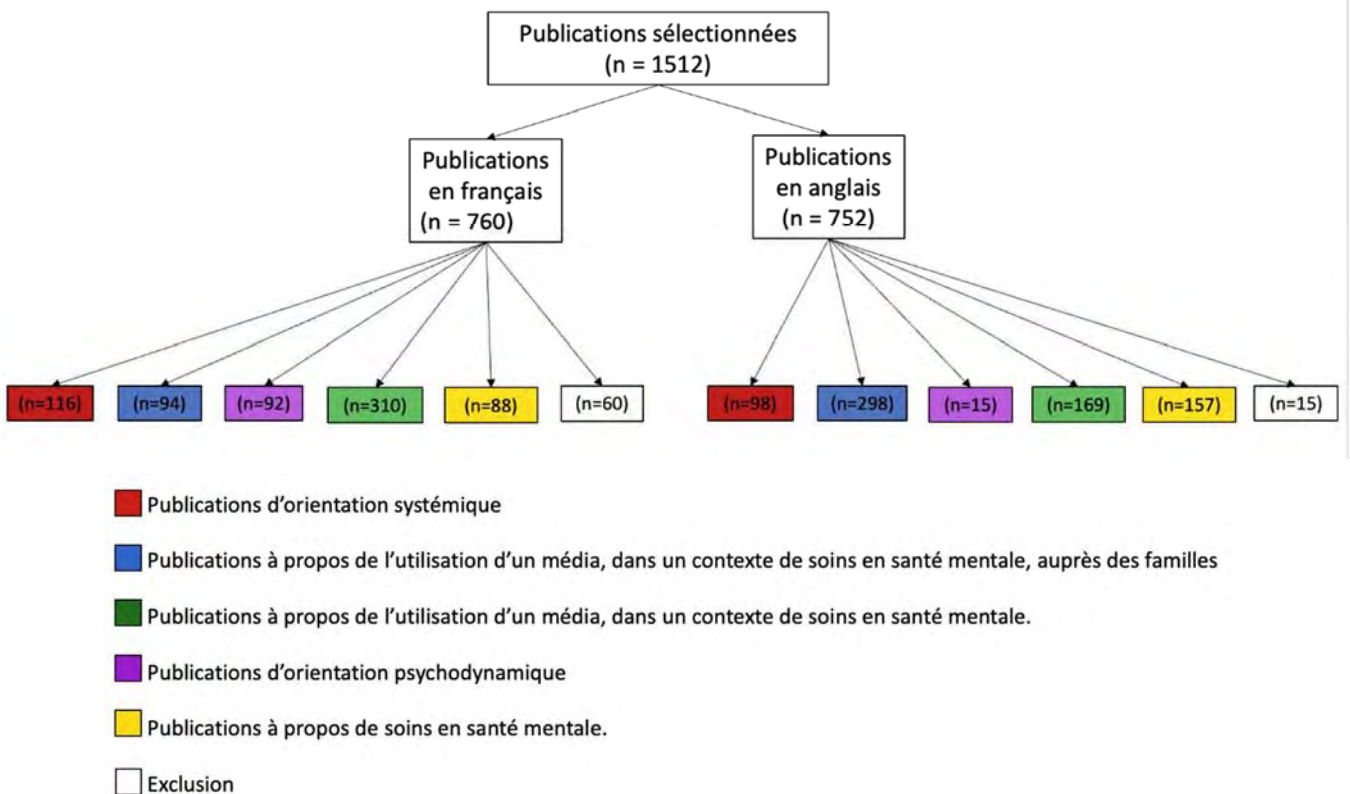 Publications sélectionnées
(n = 1512)
Publications
en français
(n = 760)
Publications
en anglais
(n = 752)
(n=116)
(n=94)
(n=92)
(n=310)
(n=88)
(n=60)
(n=98)
(n=298)
(n=15)
(n=169)
(n=157)
(n=15)
Publications d'orientation systémique
Publications à propos de l'utilisation d'un média, dans un contexte de soins en santé mentale, auprès des familles
Publications à propos de l'utilisation d'un média, dans un contexte de soins en santé mentale.
Publications d'orientation psychodynamique
Publications à propos de soins en santé mentale.
Exclusion